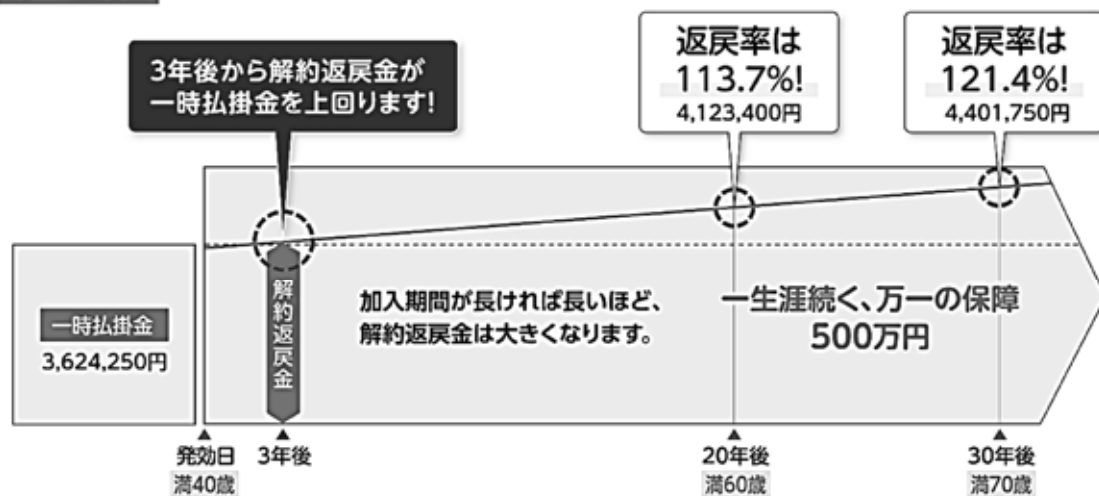 3年後から解約返戻金が
一時払掛金を上回ります!
返戻率は
113.7%!
4,123,400円
返戻率は
121.4%!
4,401,750円
一時払掛金
3,624,250円
解約返戻金
加入期間が長ければ長いほど、
解約返戻金は大きくなります。
一生涯続く、万一の保障
500万円
発効日
満40歳
3年後
20年後
満60歳
30年後
満70歳